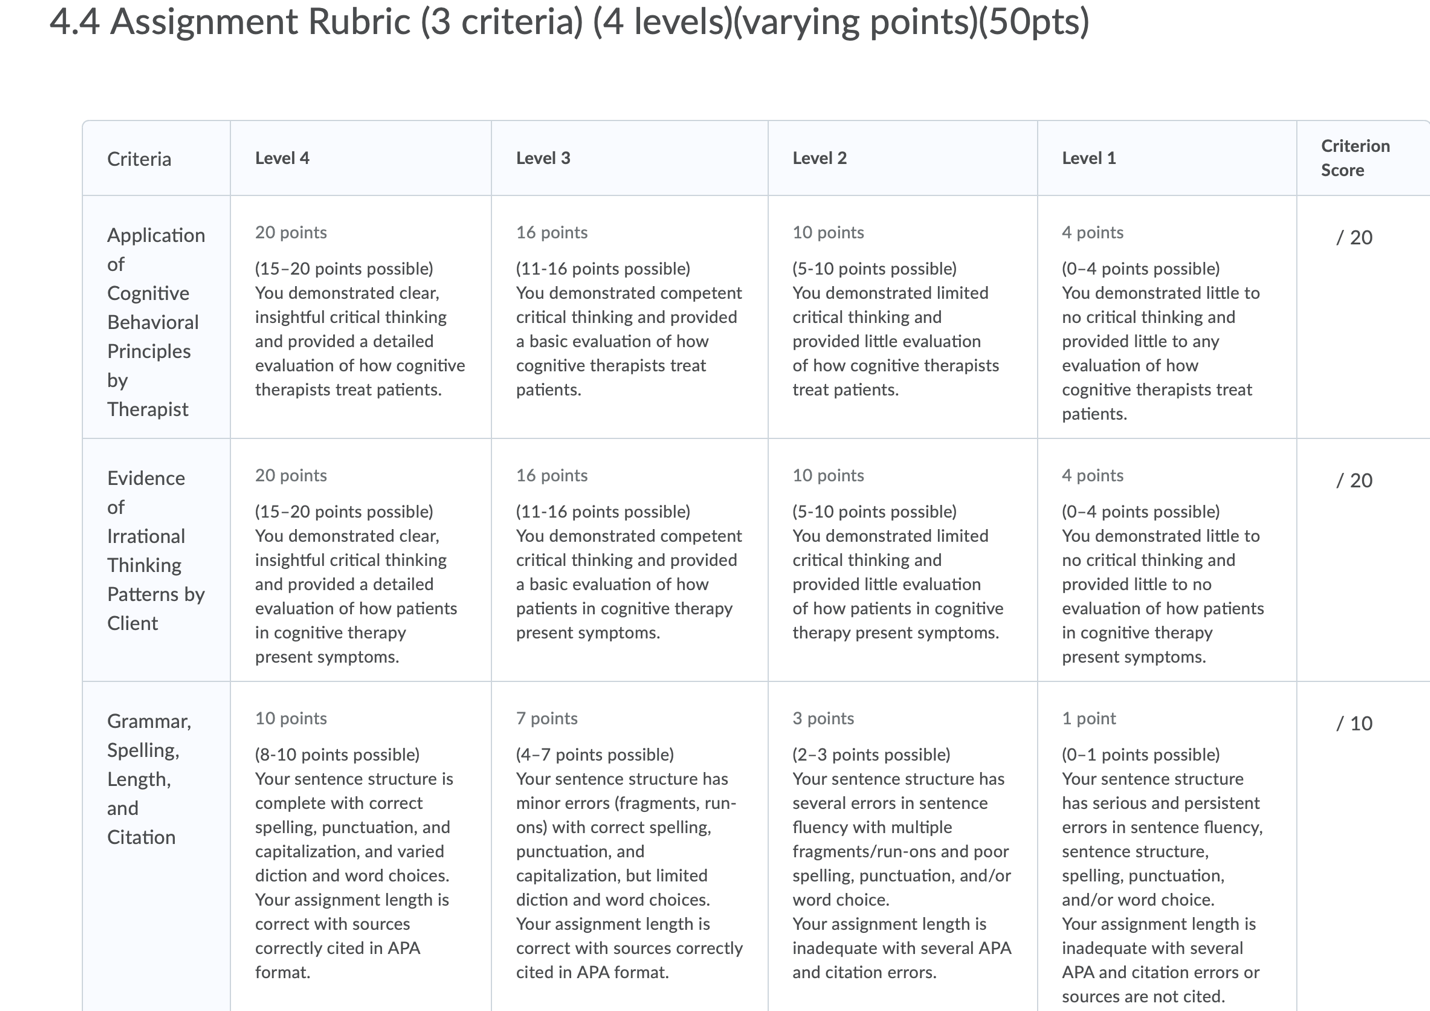 4.4 Assignment Rubric (3 criteria) (4 levels)(varying points)(50pts)
Criteria
Level 4
Level 3
Level 2
Level 1
Criterion
Score
Application
of
Cognitive
Behavioral
Principles
by
Therapist
20 points
(15–20 points possible)
You demonstrated clear,
insightful critical thinking
and provided a detailed
evaluation of how cognitive
therapists treat patients.
16 points
(11-16 points possible)
You demonstrated competent
critical thinking and provided
a basic evaluation of how
cognitive therapists treat
patients.
10 points
(5-10 points possible)
You demonstrated limited
critical thinking and
provided little evaluation
of how cognitive therapists
treat patients.
4 points
(0–4 points possible)
You demonstrated little to
no critical thinking and
provided little to any
evaluation of how
cognitive therapists treat
patients.
/ 20
Evidence
of
Irrational
Thinking
Patterns by
Client
20 points
(15–20 points possible)
You demonstrated clear,
insightful critical thinking
and provided a detailed
evaluation of how patients
in cognitive therapy
present symptoms.
16 points
(11-16 points possible)
You demonstrated competent
critical thinking and provided
a basic evaluation of how
patients in cognitive therapy
present symptoms.
10 points
(5-10 points possible)
You demonstrated limited
critical thinking and
provided little evaluation
of how patients in cognitive
therapy present symptoms.
4 points
(0–4 points possible)
You demonstrated little to
no critical thinking and
provided little to no
evaluation of how patients
in cognitive therapy
present symptoms.
/ 20
Grammar,
Spelling,
Length,
and
Citation
10 points
(8-10 points possible)
Your sentence structure is
complete with correct
spelling, punctuation, and
capitalization, and varied
diction and word choices.
Your assignment length is
correct with sources
correctly cited in APA
format.
7 points
(4–7 points possible)
Your sentence structure has
minor errors (fragments, run-
ons) with correct spelling,
punctuation, and
capitalization, but limited
diction and word choices.
Your assignment length is
correct with sources correctly
cited in APA format.
3 points
(2–3 points possible)
Your sentence structure has
several errors in sentence
fluency with multiple
fragments/run-ons and poor
spelling, punctuation, and/or
word choice.
Your assignment length is
inadequate with several APA
and citation errors.
1 point
(0–1 points possible)
Your sentence structure
has serious and persistent
errors in sentence fluency,
sentence structure,
spelling, punctuation,
and/or word choice.
Your assignment length is
inadequate with several
APA and citation errors or
sources are not cited.
/ 10